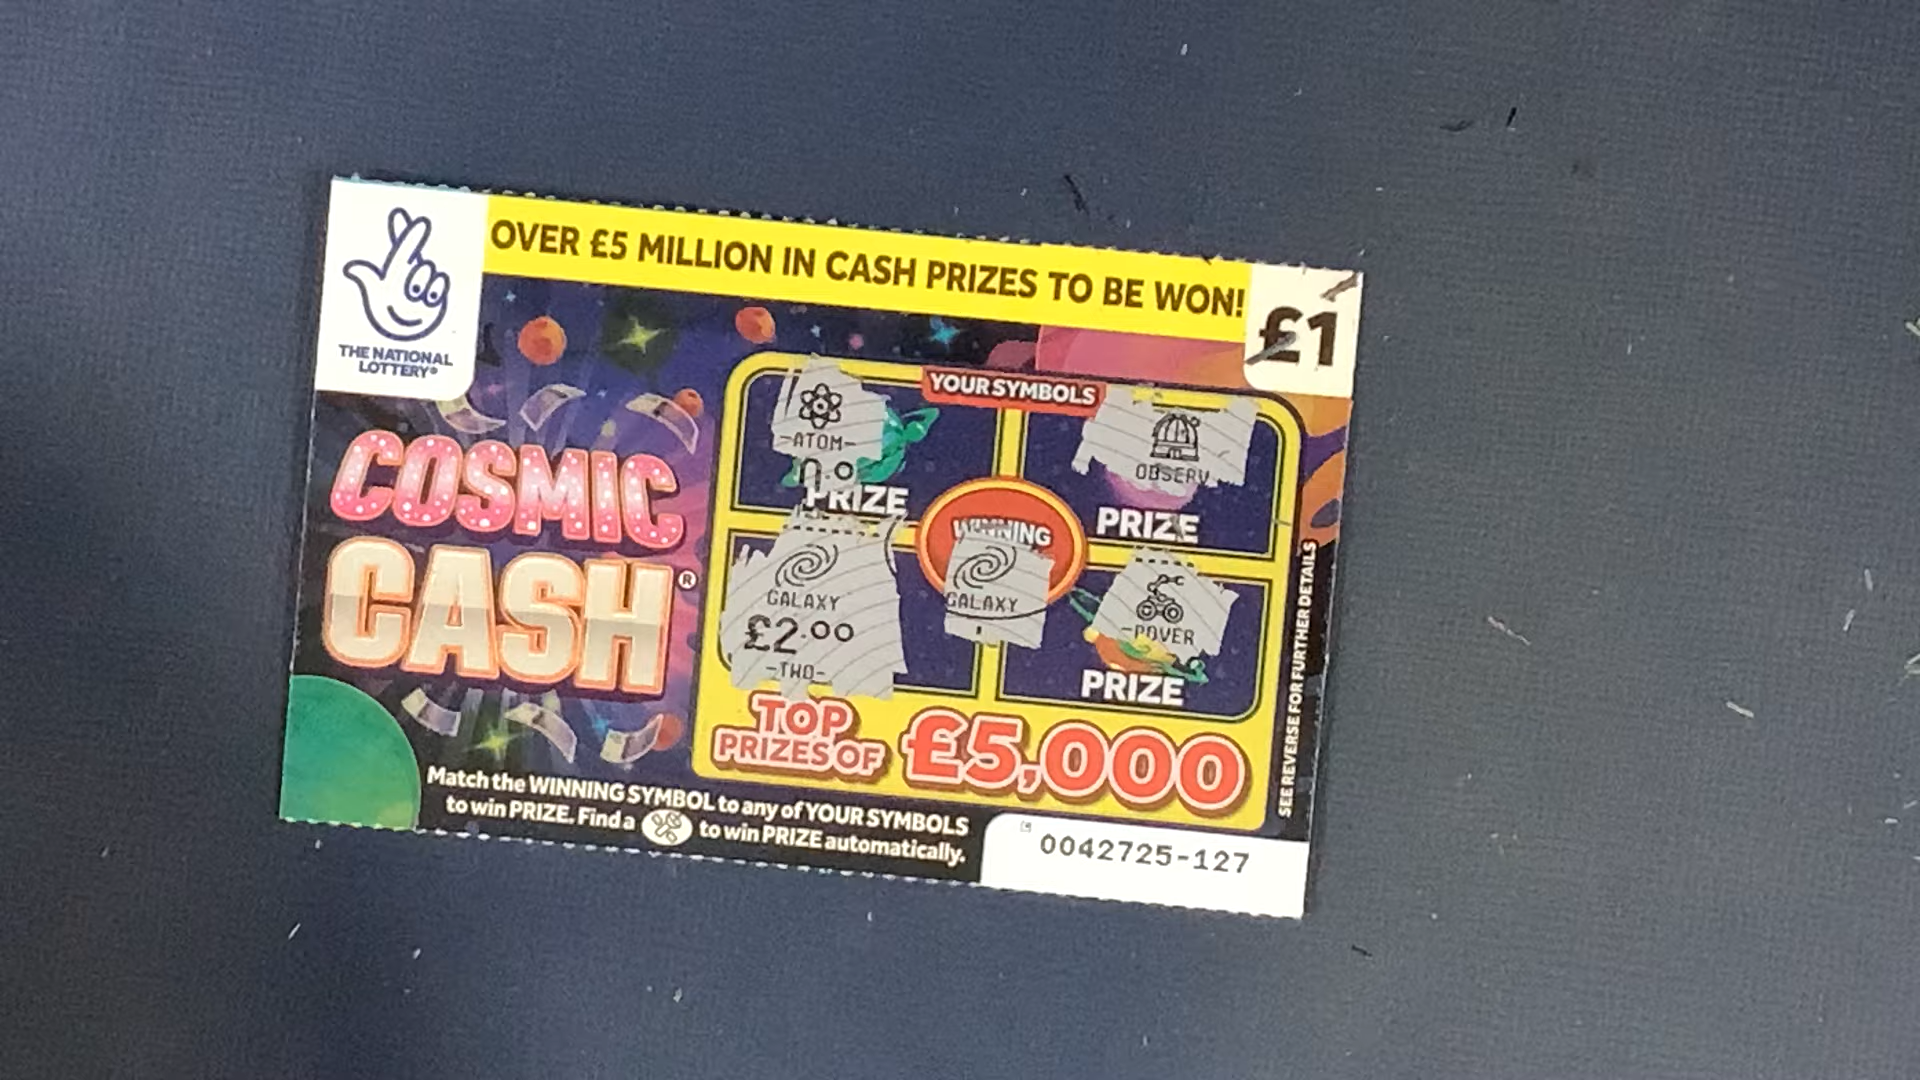 OVER £5 MILLION IN CASH PRIZES TO BE WON!
£1
THE NATIONAL
LOTTERY®
YOUR SYMBOLS
-ATOM-
PRIZE
OBSERV
PRIZE
COSMIC
CASH®
WINNING
GALAXY
GALAXY
£2.00
-TWO-
PRIZE
TOP
PRIZES OF
£5,000
SEE REVERSE FOR FURTHER DETAILS
Match the WINNING SYMBOL to any of YOUR SYMBOLS
to win PRIZE. Find a to win PRIZE automatically.
0042725-127